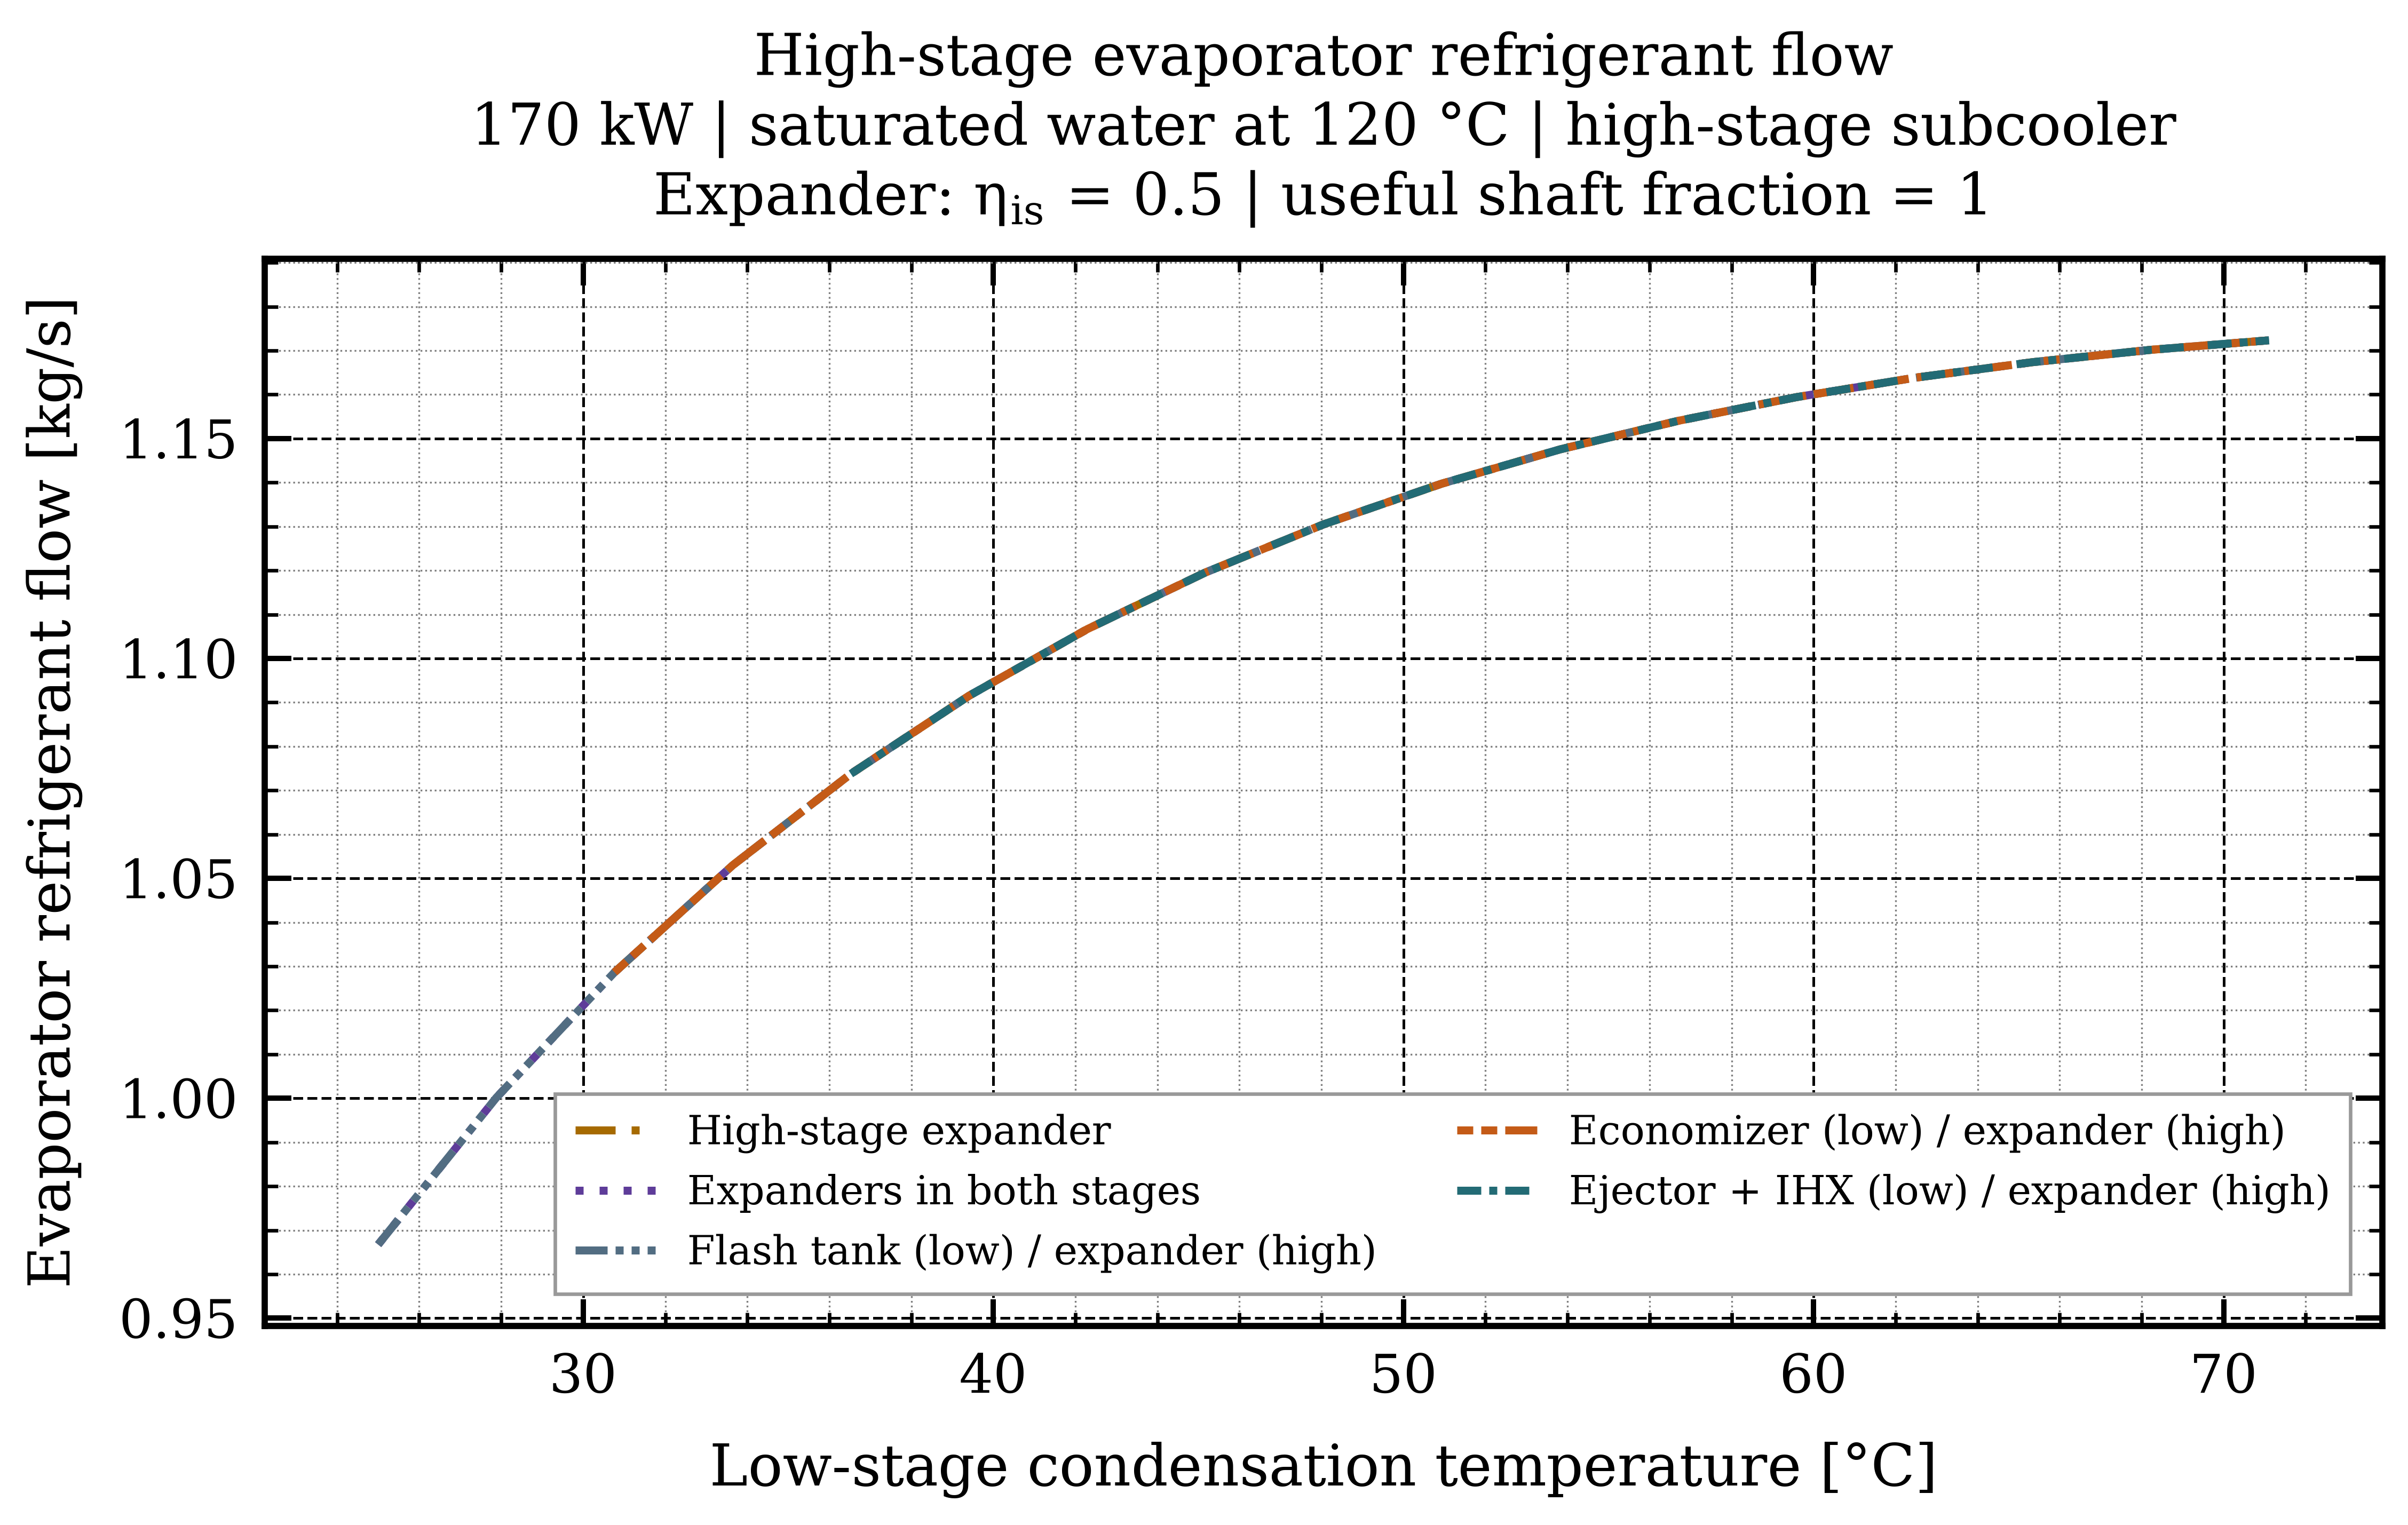 High-stage evaporator refrigerant flow
170 kW | saturated water at 120 °C | high-stage subcooler
Expander: ηis = 0.5 | useful shaft fraction = 1
Evaporator refrigerant flow [kg/s]
1.15
1.10
1.05
1.00
0.95
High-stage expander
Expanders in both stages
Flash tank (low) / expander (high)
Economizer (low) / expander (high)
Ejector + IHX (low) / expander (high)
30 40 50 60 70
Low-stage condensation temperature [°C]